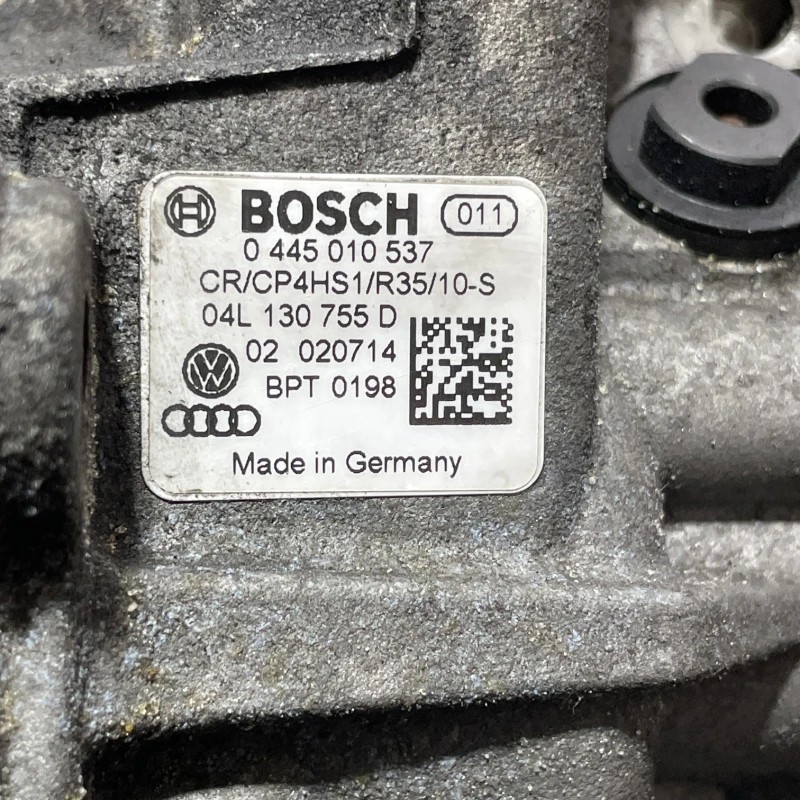 BOSCH 011
0 445 010 537
CR/CP4HS1/R35/10-S
04L 130 755 D
02 020714
BPT 0198
Made in Germany